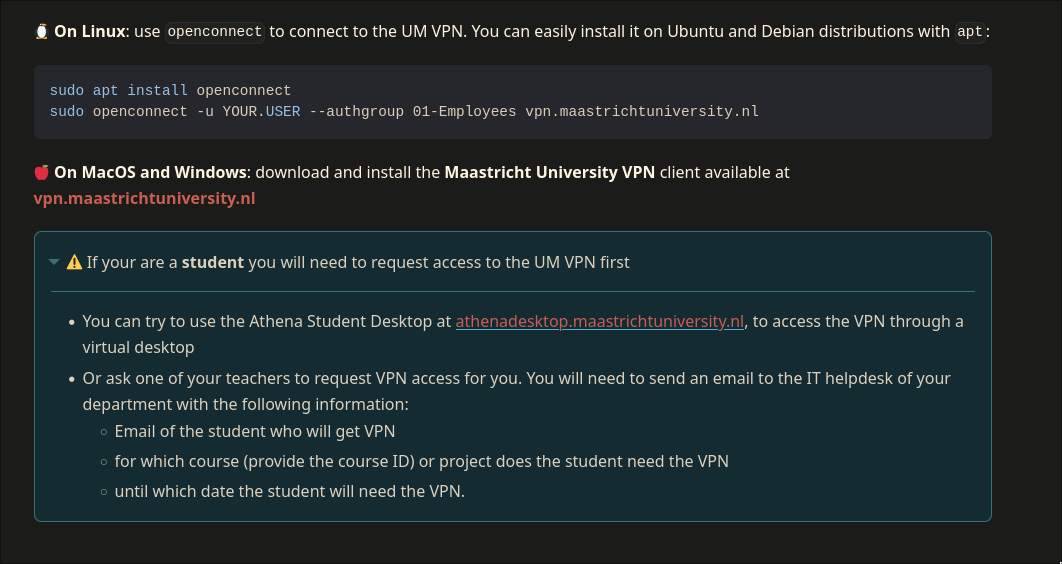 On Linux: use openconnect to connect to the UM VPN. You can easily install it on Ubuntu and Debian distributions with apt:
sudo apt install openconnect
sudo openconnect -u YOUR.USER --authgroup 01-Employees vpn.maastrichtuniversity.nl
On MacOS and Windows: download and install the Maastricht University VPN client available at
vpn.maastrichtuniversity.nl
If your are a student you will need to request access to the UM VPN first
You can try to use the Athena Student Desktop at athenadesktop.maastrichtuniversity.nl, to access the VPN through a
virtual desktop
Or ask one of your teachers to request VPN access for you. You will need to send an email to the IT helpdesk of your
department with the following information:
Email of the student who will get VPN
for which course (provide the course ID) or project does the student need the VPN
until which date the student will need the VPN.